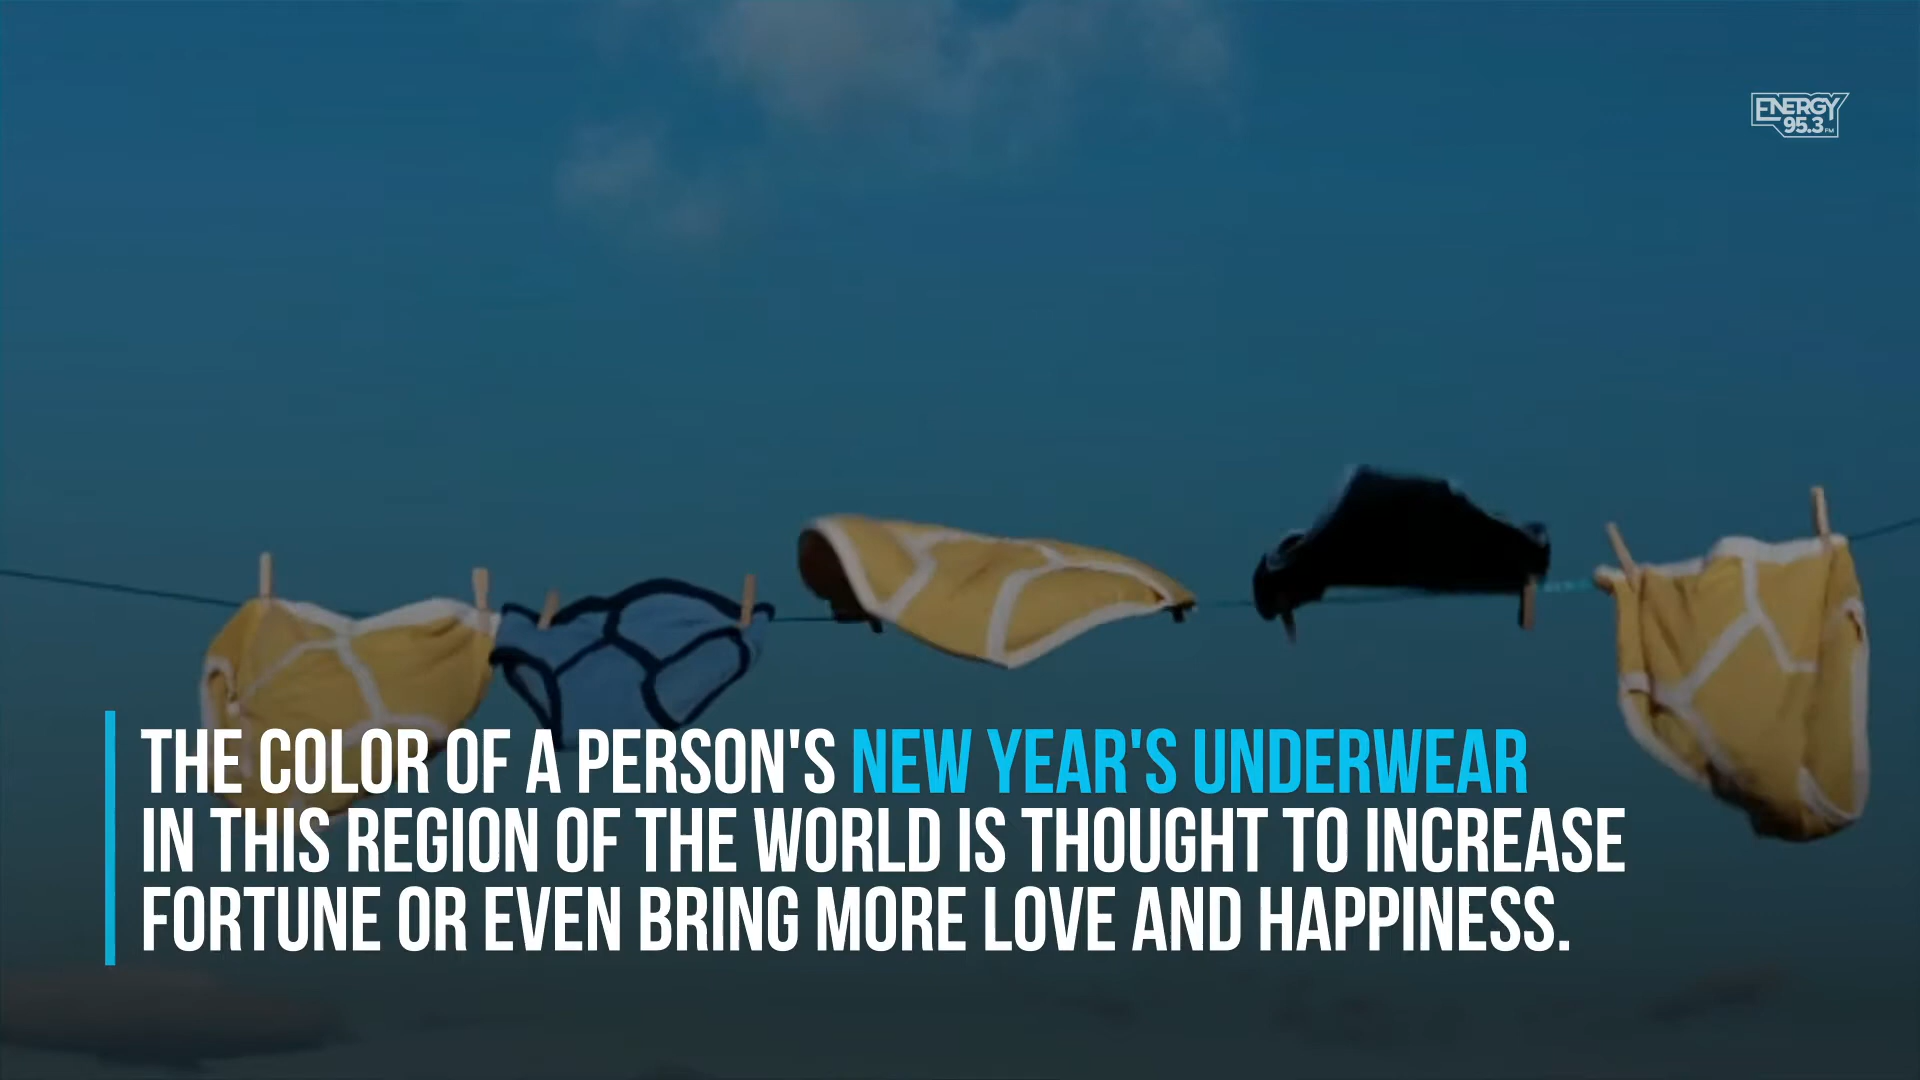 ENERGY
95.3 FM
THE COLOR OF A PERSON'S NEW YEAR'S UNDERWEAR
IN THIS REGION OF THE WORLD IS THOUGHT TO INCREASE
FORTUNE OR EVEN BRING MORE LOVE AND HAPPINESS.